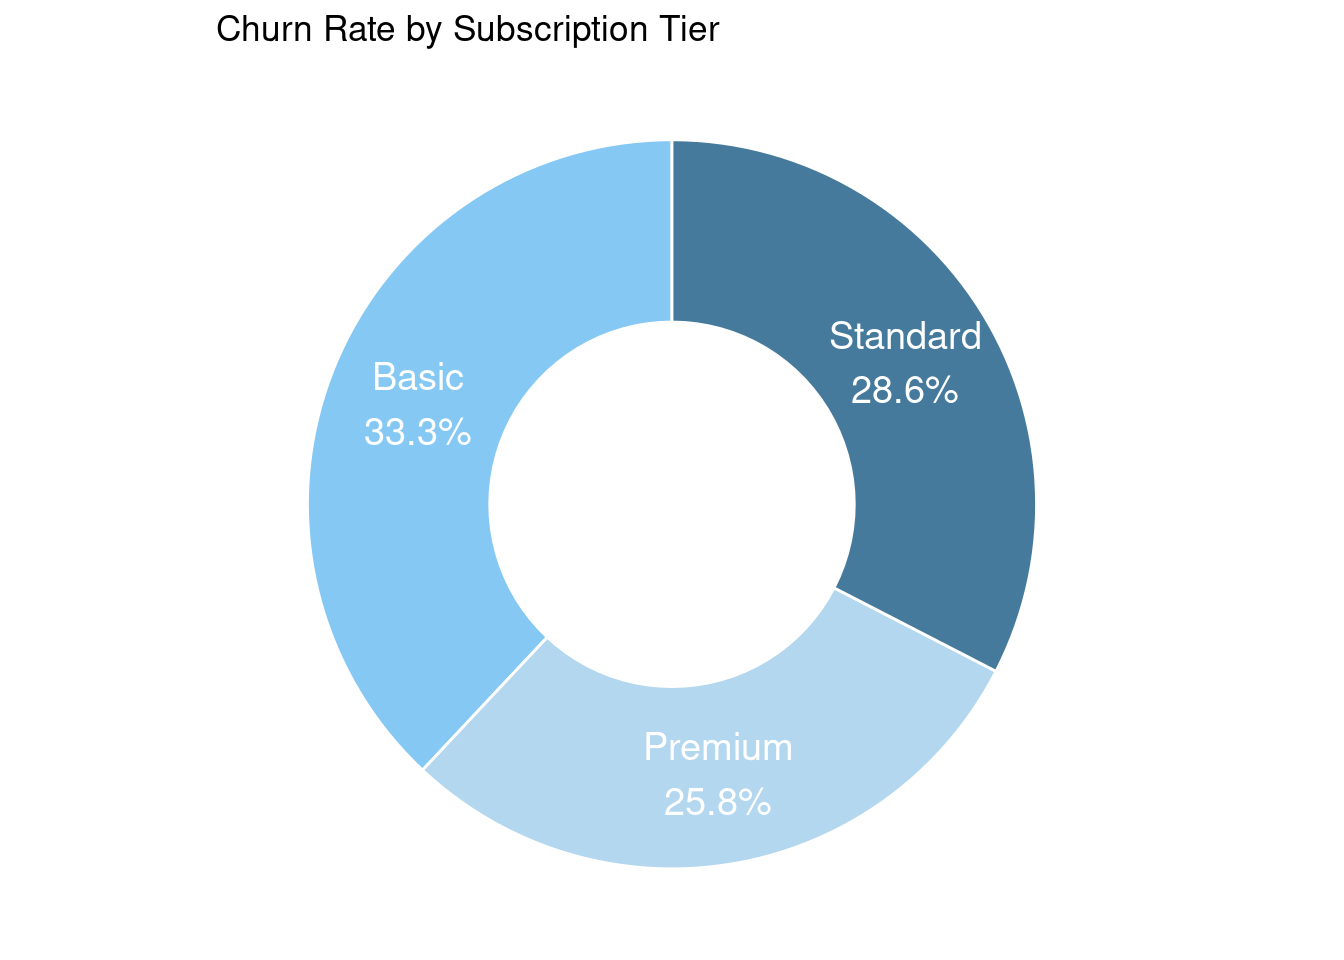 Churn Rate by Subscription Tier
Standard
28.6%
Basic
33.3%
Premium
25.8%